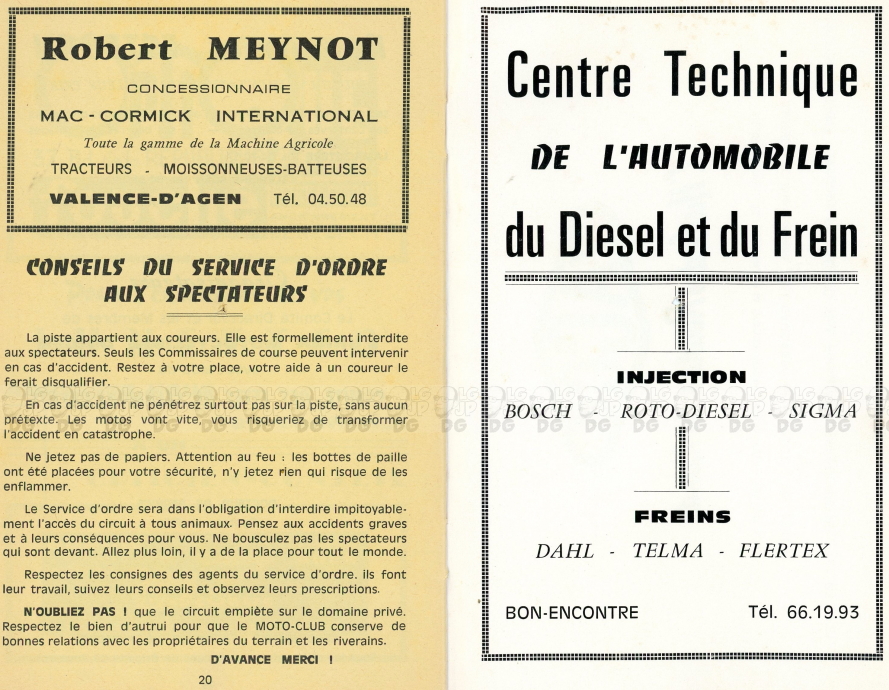 Robert MEYNOT
CONCESSIONNAIRE
MAC - CORMICK INTERNATIONAL
Toute la gamme de la Machine Agricole
TRACTEURS - MOISSONNEUSES-BATTEUSES
VALENCE-D'AGEN Tél. 04.50.48
CONSEILS DU SERVICE D'ORDRE
AUX SPECTATEURS
La piste appartient aux coureurs. Elle est formellement interdite
aux spectateurs. Seuls les Commissaires de course peuvent intervenir
en cas d'accident. Restez à votre place, votre aide à un coureur le
ferait disqualifier.
En cas d'accident ne pénétrez surtout pas sur la piste, sans aucun
prétexte. Les motos vont vite, vous risqueriez de transformer
l'accident en catastrophe.
Ne jetez pas de papiers. Attention au feu : les bottes de paille
ont été placées pour votre sécurité, n'y jetez rien qui risque de les
enflammer.
Le Service d'ordre sera dans l'obligation d'interdire impitoyable-
ment l'accès du circuit à tous animaux. Pensez aux accidents graves
et à leurs conséquences pour vous. Ne bousculez pas les spectateurs
qui sont devant. Allez plus loin, il y a de la place pour tout le monde.
Respectez les consignes des agents du service d'ordre. ils font
leur travail, suivez leurs conseils et observez leurs prescriptions.
N'OUBLIEZ PAS ! que le circuit empiète sur le domaine privé.
Respectez le bien d'autrui pour que le MOTO-CLUB conserve de
bonnes relations avec les propriétaires du terrain et les riverains.
D'AVANCE MERCI !
20
Centre Technique
DE L'AUTOMOBILE
du Diesel et du Frein
INJECTION
BOSCH - ROTO-DIESEL - SIGMA
FREINS
DAHL - TELMA - FLERTEX
BON-ENCONTRE Tél. 66.19.93